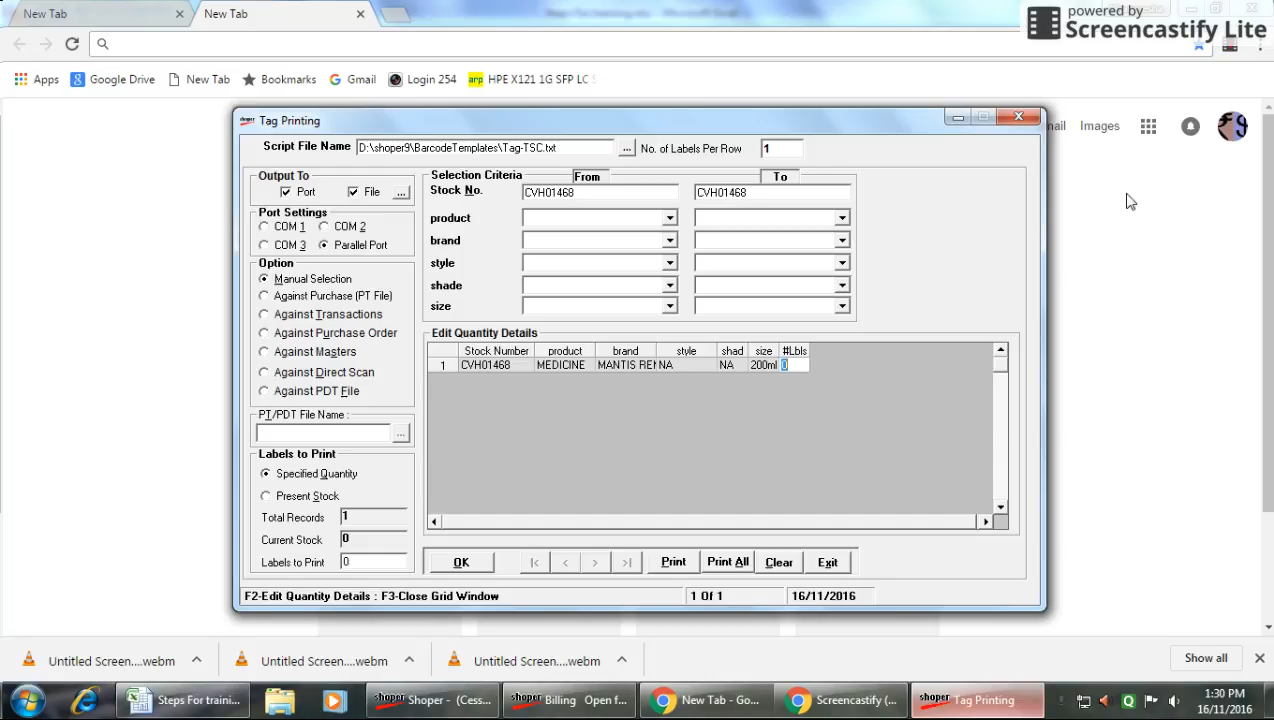 New Tab
New Tab
powered by
Screencastify Lite
Apps
Google Drive
New Tab
Bookmarks
Gmail
Login 254
arp HPE X121 1G SFP LC
Images
shoper Tag Printing
Script File Name D:\shoper9\BarcodeTemplates\Tag-TSC.txt ... No. of Labels Per Row 1
Output To
Port File ...
Port Settings
COM 1 COM 2
COM 3 Parallel Port
Option
Manual Selection
Against Purchase (PT File)
Against Transactions
Against Purchase Order
Against Masters
Against Direct Scan
Against PDT File
PT/PDT File Name :
...
Labels to Print
Specified Quantity
Present Stock
Total Records 1
Current Stock 0
Labels to Print 0
Selection Criteria From To
Stock No. CVH01468 CVH01468
product
brand
style
shade
size
Edit Quantity Details
Stock Number product brand style shad size #Lbls
1 CVH01468 MEDICINE MANTIS REM NA NA 200ml 0
OK |< < > >| Print Print All Clear Exit
F2-Edit Quantity Details : F3-Close Grid Window 1 Of 1 16/11/2016
Untitled Screen....webm
Untitled Screen....webm
Untitled Screen....webm
Show all
Steps For traini...
shoper Shoper - (Cess...
shoper Billing Open f...
New Tab - Go...
Screencastify (...
shoper Tag Printing
1:30 PM
16/11/2016